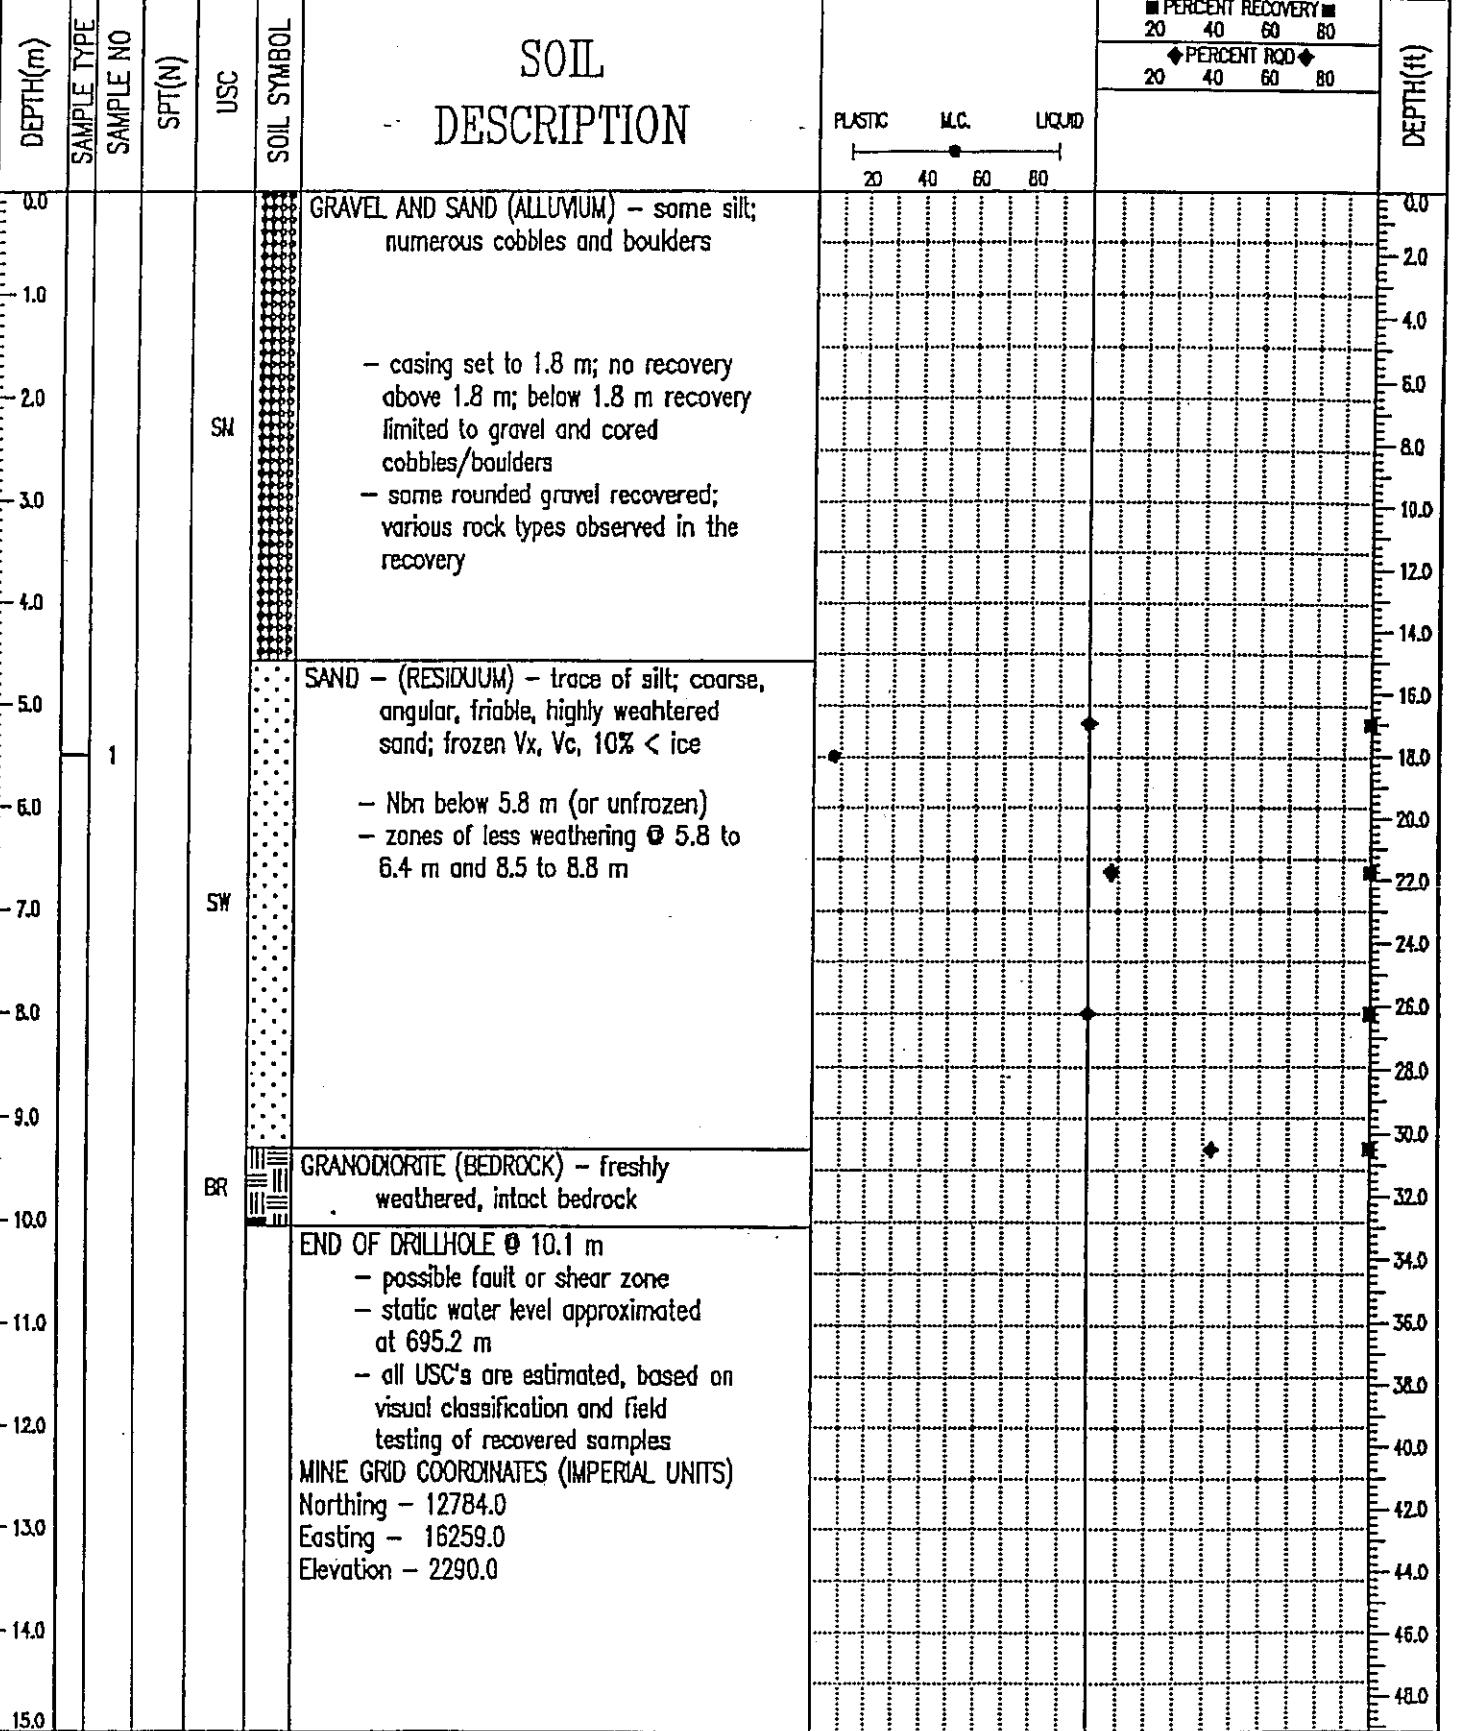 DEPTH(m)
SAMPLE TYPE
SAMPLE NO
SPT(N)
USC
SOIL SYMBOL
SOIL
DESCRIPTION
PLASTIC M.C. LIQUID
20 40 60 80
■ PERCENT RECOVERY ■
20 40 60 80
◆ PERCENT RQD ◆
20 40 60 80
DEPTH(ft)
0.0
1.0
2.0
3.0
4.0
5.0
6.0
7.0
8.0
9.0
10.0
11.0
12.0
13.0
14.0
15.0
1
SM
SW
BR
GRAVEL AND SAND (ALLUVIUM) – some silt;
numerous cobbles and boulders
– casing set to 1.8 m; no recovery
above 1.8 m; below 1.8 m recovery
limited to gravel and cored
cobbles/boulders
– some rounded gravel recovered;
various rock types observed in the
recovery
SAND – (RESIDUUM) – trace of silt; coarse,
angular, friable, highly weahtered
sand; frozen Vx, Vc, 10% < ice
– Nbn below 5.8 m (or unfrozen)
– zones of less weathering @ 5.8 to
6.4 m and 8.5 to 8.8 m
GRANODIORITE (BEDROCK) – freshly
weathered, intact bedrock
END OF DRILLHOLE @ 10.1 m
– possible fault or shear zone
– static water level approximated
at 695.2 m
– all USC's are estimated, based on
visual classification and field
testing of recovered samples
MINE GRID COORDINATES (IMPERIAL UNITS)
Northing – 12784.0
Easting – 16259.0
Elevation – 2290.0
0.0
2.0
4.0
6.0
8.0
10.0
12.0
14.0
16.0
18.0
20.0
22.0
24.0
26.0
28.0
30.0
32.0
34.0
36.0
38.0
40.0
42.0
44.0
46.0
48.0